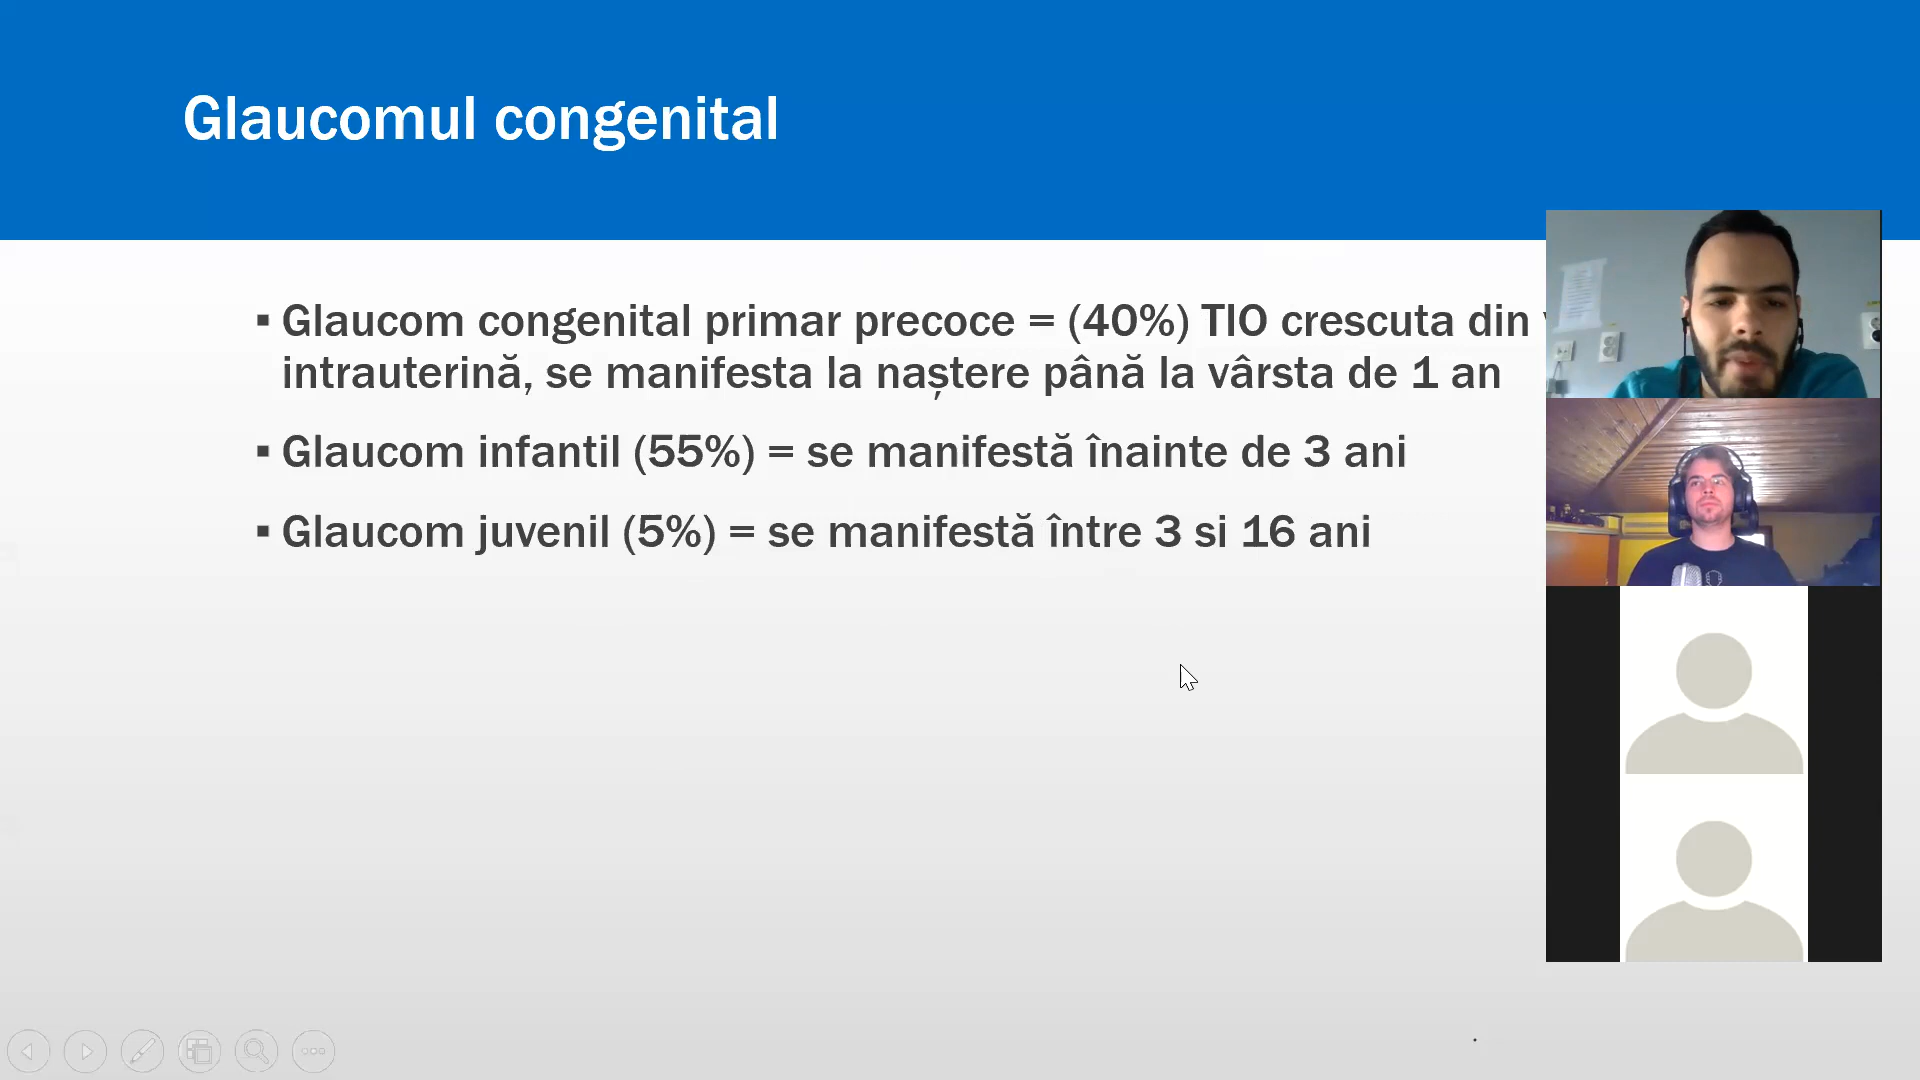 Glaucomul congenital
▪ Glaucom congenital primar precoce = (40%) TIO crescuta din
intrauterină, se manifesta la naștere până la vârsta de 1 an
▪ Glaucom infantil (55%) = se manifestă înainte de 3 ani
▪ Glaucom juvenil (5%) = se manifestă între 3 si 16 ani